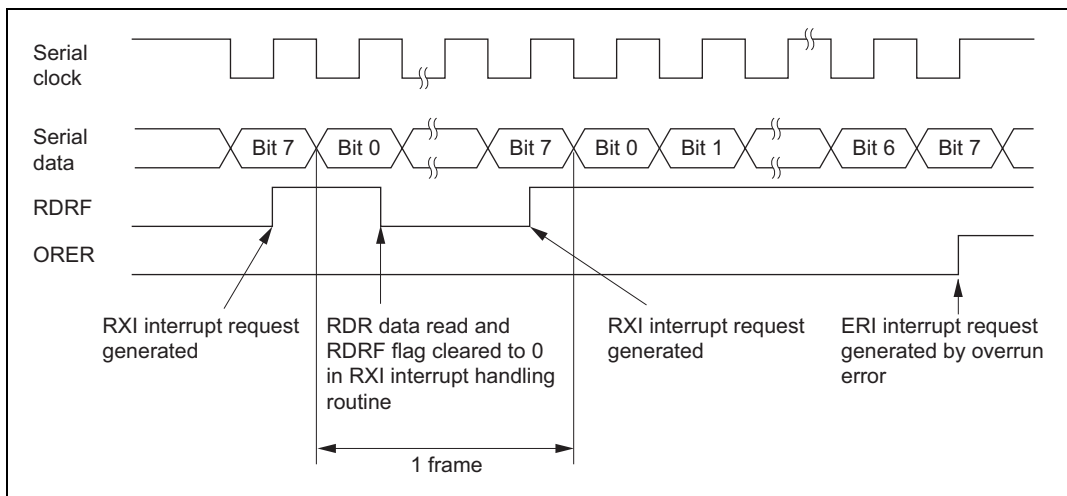 Serial
clock
Serial
data
Bit 7 Bit 0 Bit 7 Bit 0 Bit 1 Bit 6 Bit 7
RDRF
ORER
RXI interrupt request
generated
RDR data read and
RDRF flag cleared to 0
in RXI interrupt handling
routine
RXI interrupt request
generated
ERI interrupt request
generated by overrun
error
1 frame